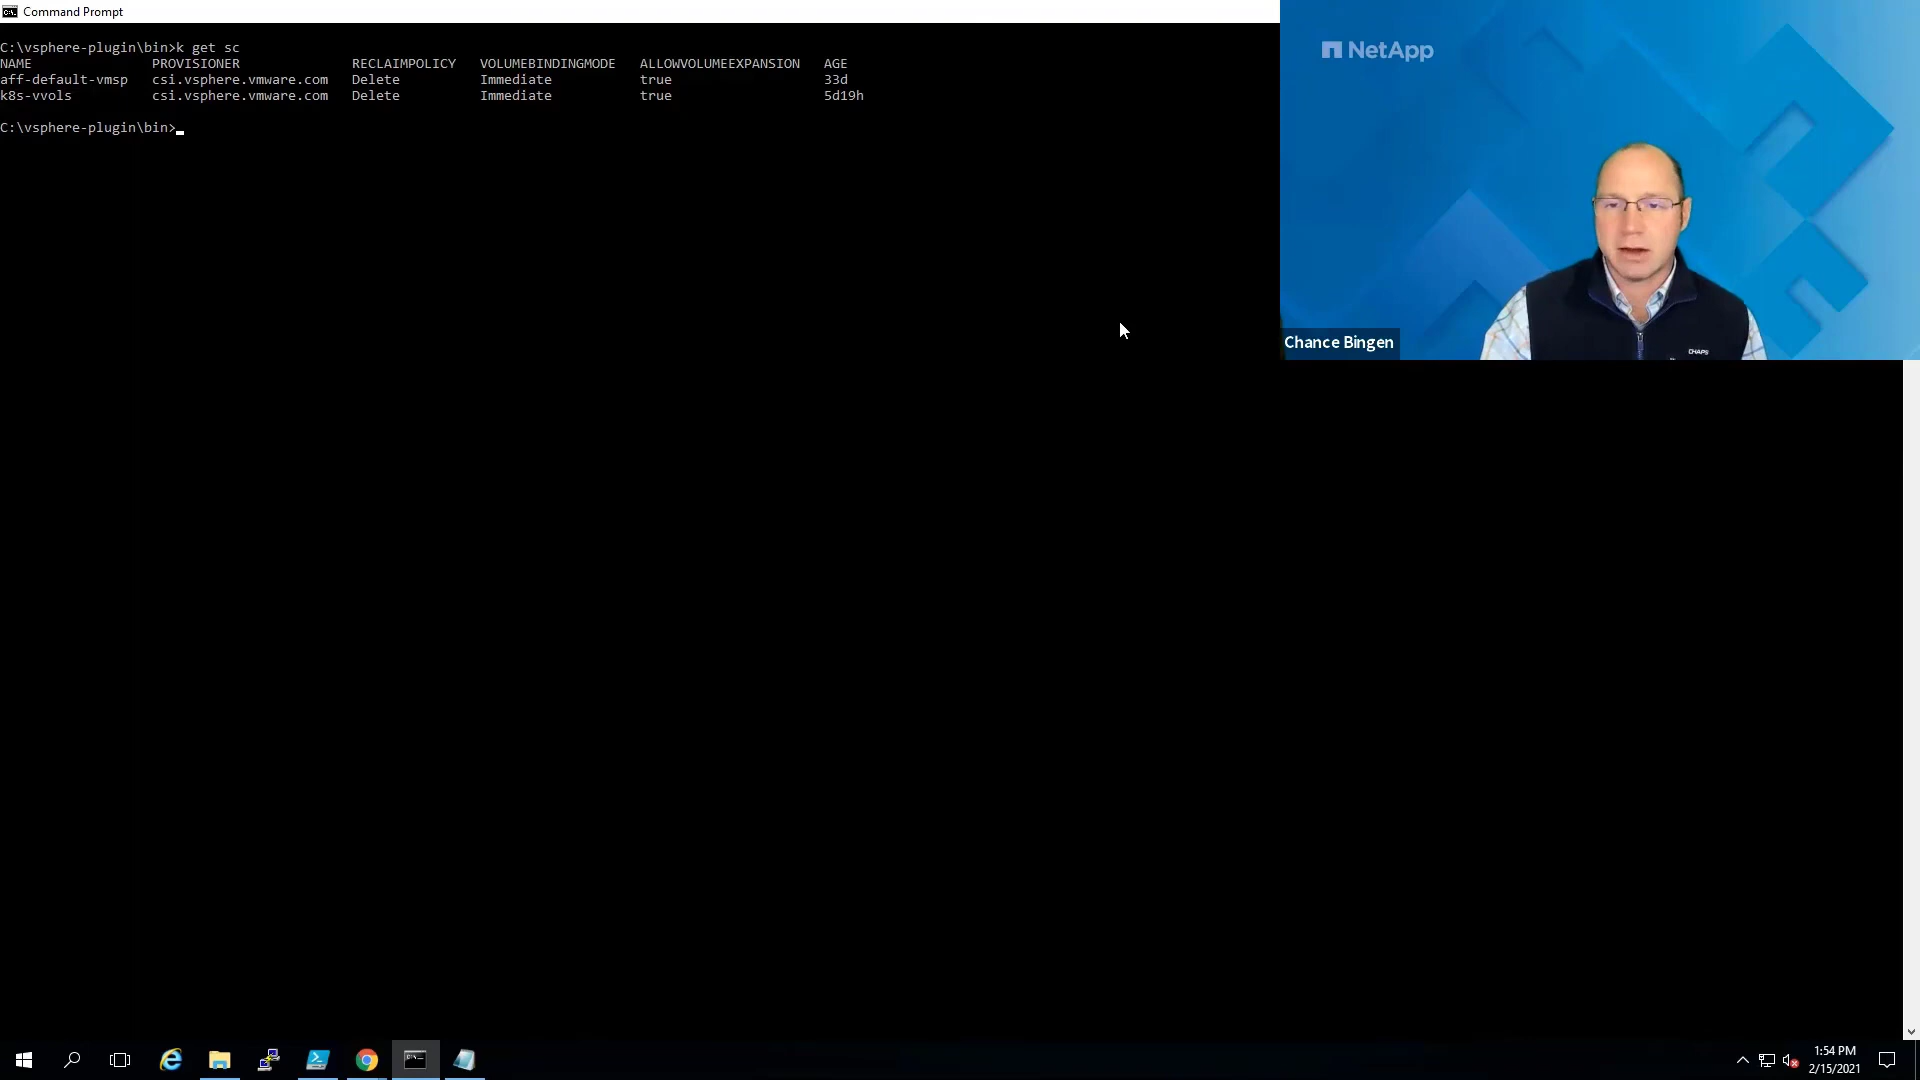 Command Prompt
C:\vsphere-plugin\bin>k get sc
NAME PROVISIONER RECLAIMPOLICY VOLUMEBINDINGMODE ALLOWVOLUMEEXPANSION AGE
aff-default-vmsp csi.vsphere.vmware.com Delete Immediate true 33d
k8s-vvols csi.vsphere.vmware.com Delete Immediate true 5d19h
C:\vsphere-plugin\bin>
NetApp
CHAPS
Chance Bingen
1:54 PM
2/15/2021